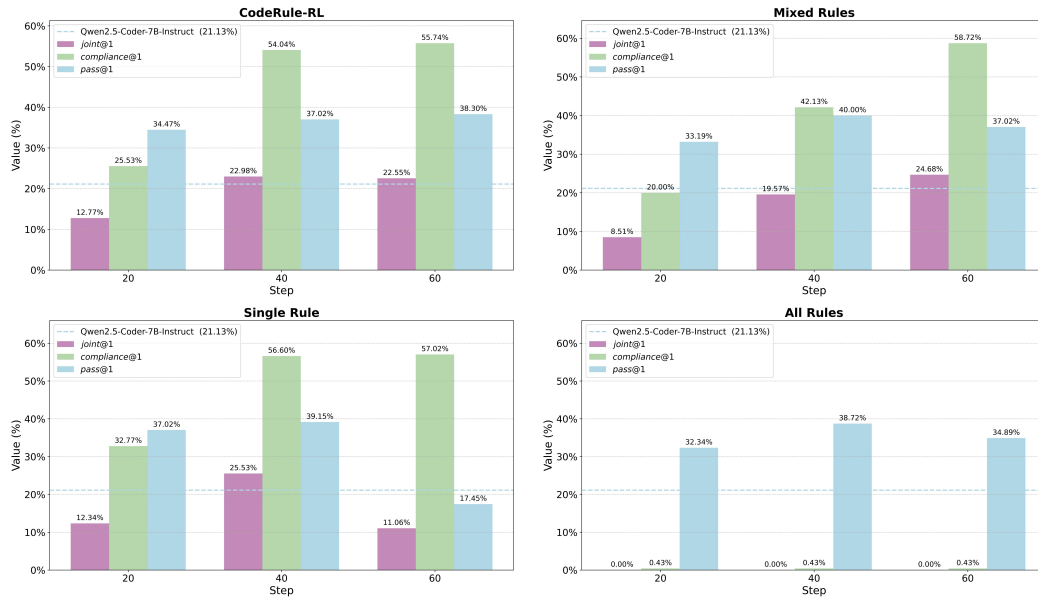 CodeRule-RL
Value (%)
60%
50%
40%
30%
20%
10%
0%
Qwen2.5-Coder-7B-Instruct (21.13%)
joint@1
compliance@1
pass@1
12.77%
25.53%
34.47%
22.98%
54.04%
37.02%
22.55%
55.74%
38.30%
20
40
60
Step
Mixed Rules
Value (%)
60%
50%
40%
30%
20%
10%
0%
Qwen2.5-Coder-7B-Instruct (21.13%)
joint@1
compliance@1
pass@1
8.51%
20.00%
33.19%
19.57%
42.13%
40.00%
24.68%
58.72%
37.02%
20
40
60
Step
Single Rule
Value (%)
60%
50%
40%
30%
20%
10%
0%
Qwen2.5-Coder-7B-Instruct (21.13%)
joint@1
compliance@1
pass@1
12.34%
32.77%
37.02%
25.53%
56.60%
39.15%
11.06%
57.02%
17.45%
20
40
60
Step
All Rules
Value (%)
60%
50%
40%
30%
20%
10%
0%
Qwen2.5-Coder-7B-Instruct (21.13%)
joint@1
compliance@1
pass@1
0.00%
0.43%
32.34%
0.00%
0.43%
38.72%
0.00%
0.43%
34.89%
20
40
60
Step